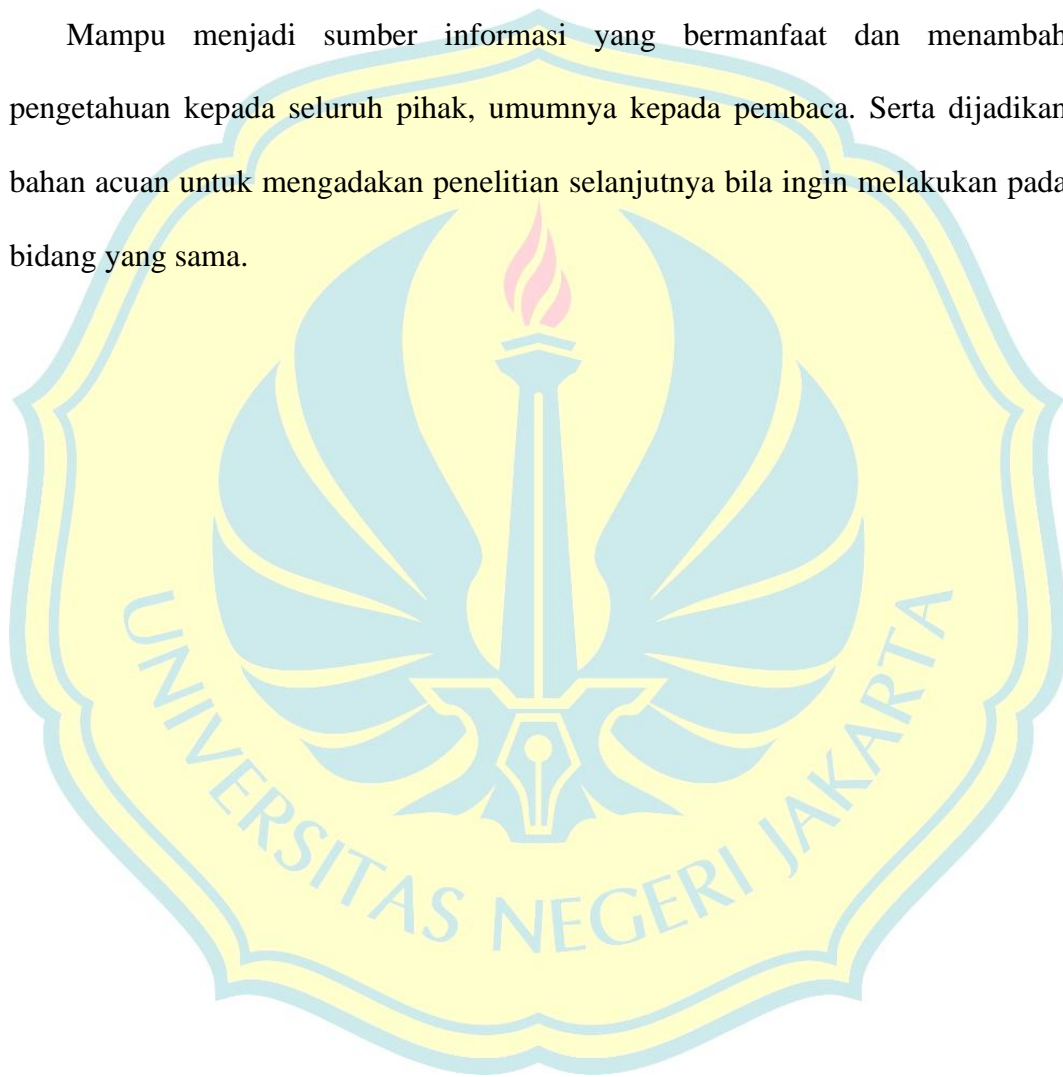 Mampu menjadi sumber informasi yang bermanfaat dan menambah
pengetahuan kepada seluruh pihak, umumnya kepada pembaca. Serta dijadikan
bahan acuan untuk mengadakan penelitian selanjutnya bila ingin melakukan pada
bidang yang sama.
UNIVERSITAS NEGERI JAKARTA